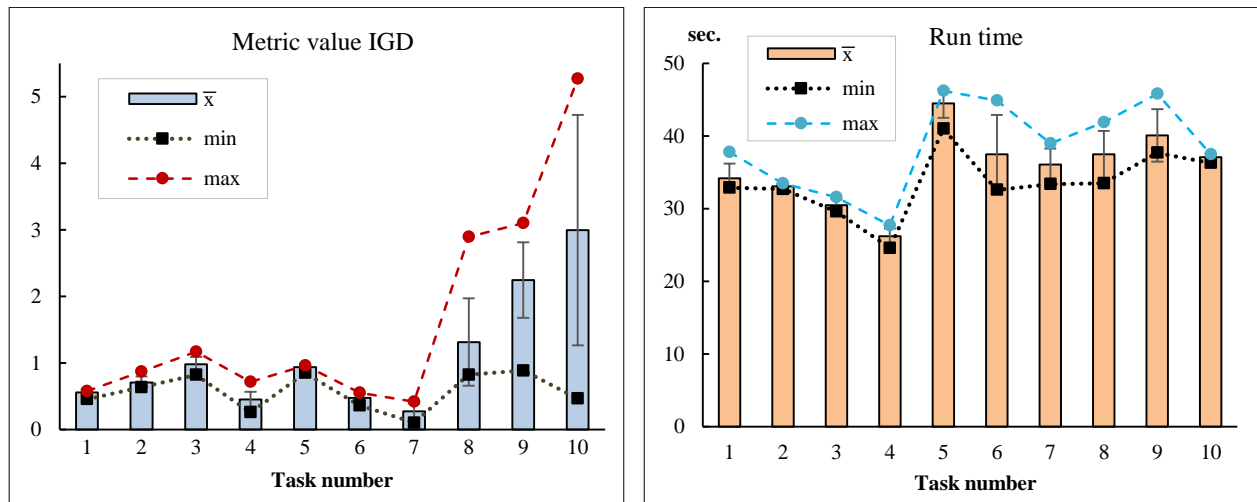 Metric value IGD
x̅
min
max
5
4
3
2
1
0
1 2 3 4 5 6 7 8 9 10
Task number
sec.
Run time
x̅
min
max
50
40
30
20
10
0
1 2 3 4 5 6 7 8 9 10
Task number